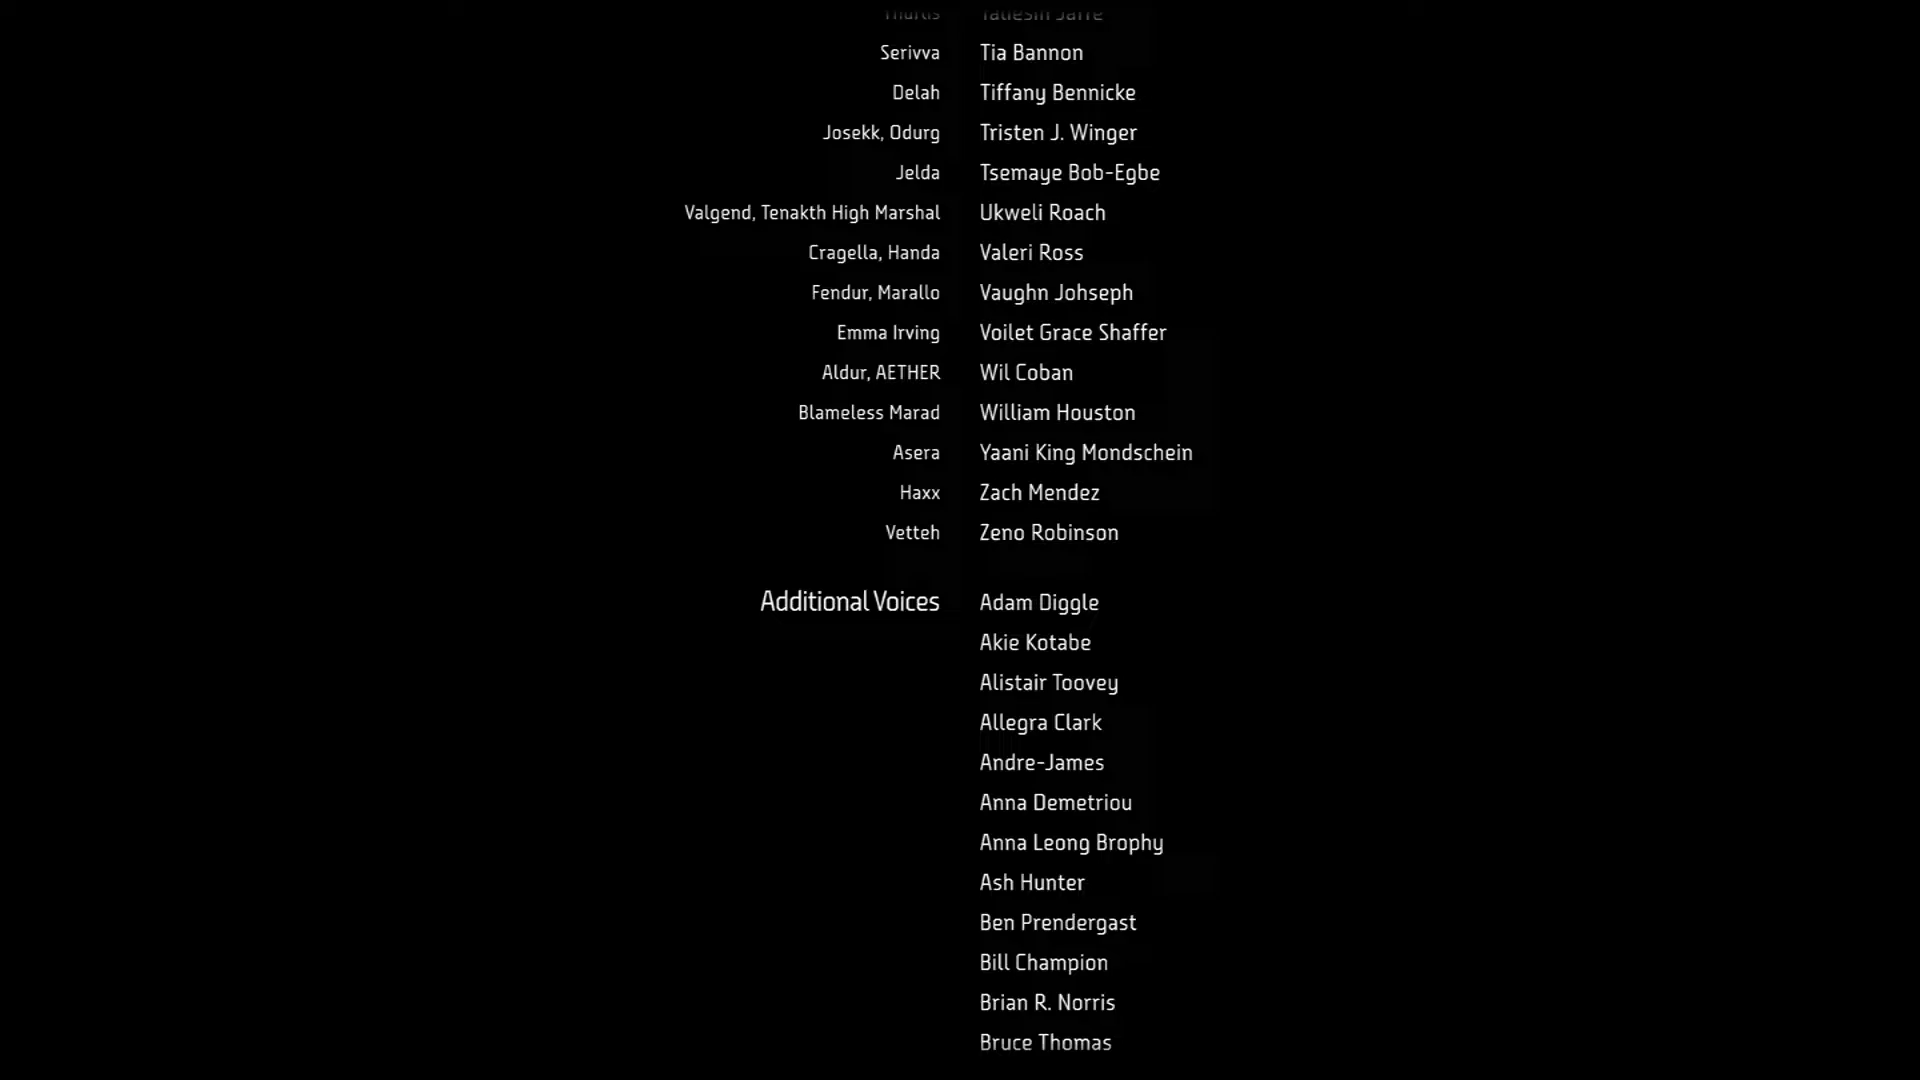 Serivva Tia Bannon
Delah Tiffany Bennicke
Josekk, Odurg Tristen J. Winger
Jelda Tsemaye Bob-Egbe
Valgend, Tenakth High Marshal Ukweli Roach
Cragella, Handa Valeri Ross
Fendur, Marallo Vaughn Johseph
Emma Irving Voilet Grace Shaffer
Aldur, AETHER Wil Coban
Blameless Marad William Houston
Asera Yaani King Mondschein
Haxx Zach Mendez
Vetteh Zeno Robinson
Additional Voices Adam Diggle
Akie Kotabe
Alistair Toovey
Allegra Clark
Andre-James
Anna Demetriou
Anna Leong Brophy
Ash Hunter
Ben Prendergast
Bill Champion
Brian R. Norris
Bruce Thomas